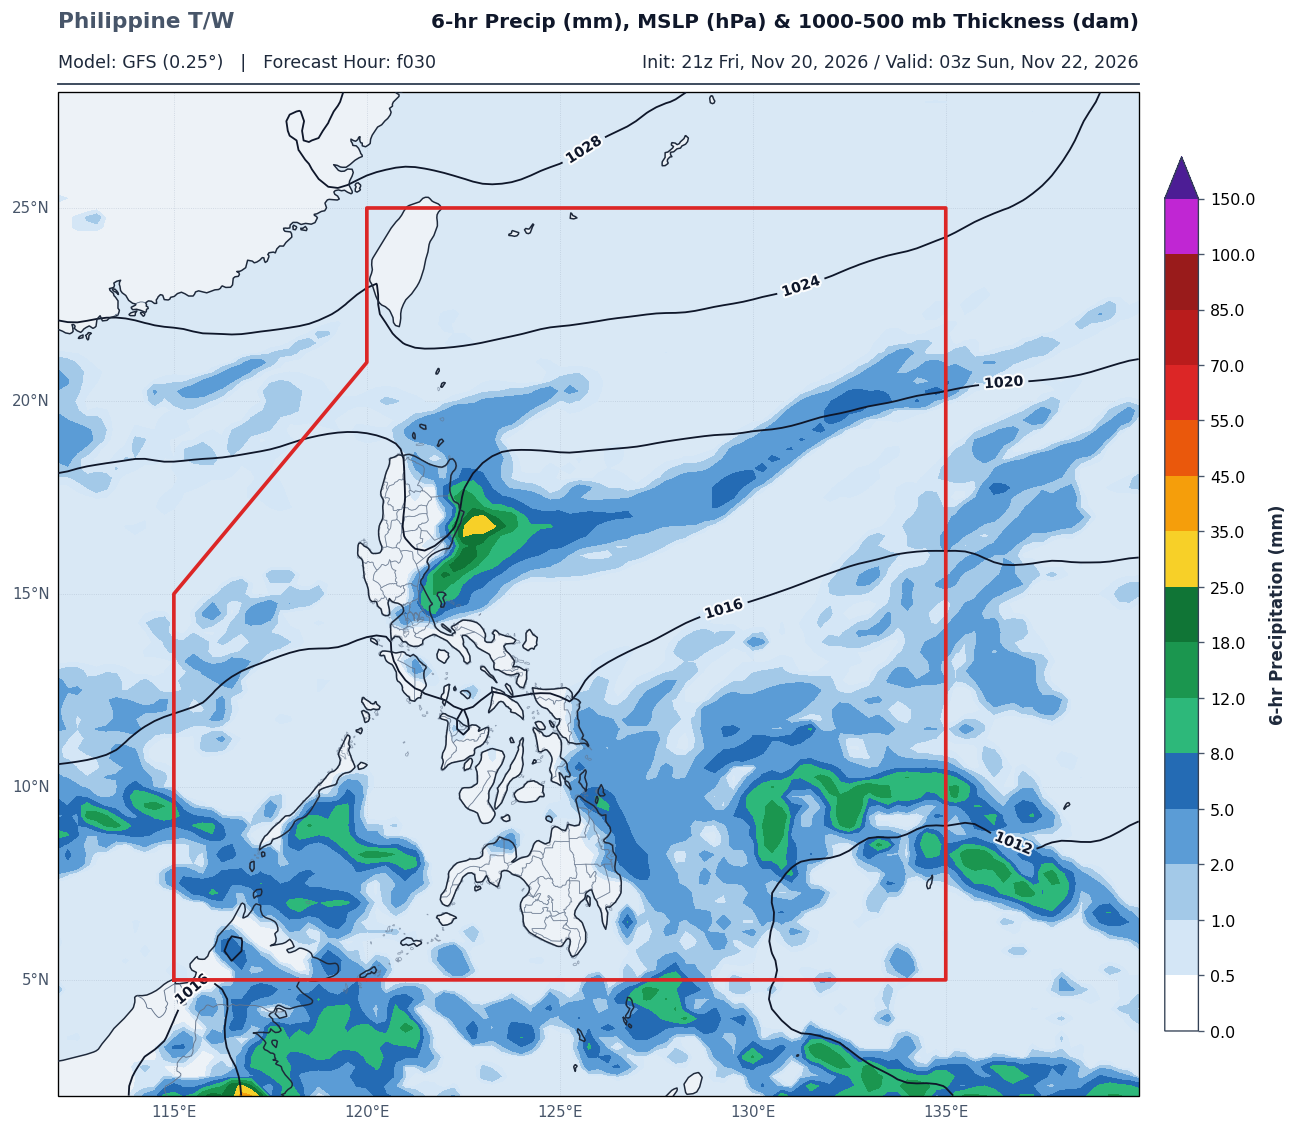 Philippine T/W
6-hr Precip (mm), MSLP (hPa) & 1000-500 mb Thickness (dam)
Model: GFS (0.25°) | Forecast Hour: f030
Init: 21z Fri, Nov 20, 2026 / Valid: 03z Sun, Nov 22, 2026
1028
1024
1020
1016
1012
1016
25°N
20°N
15°N
10°N
5°N
115°E
120°E
125°E
130°E
135°E
150.0
100.0
85.0
70.0
55.0
45.0
35.0
25.0
18.0
12.0
8.0
5.0
2.0
1.0
0.5
0.0
6-hr Precipitation (mm)